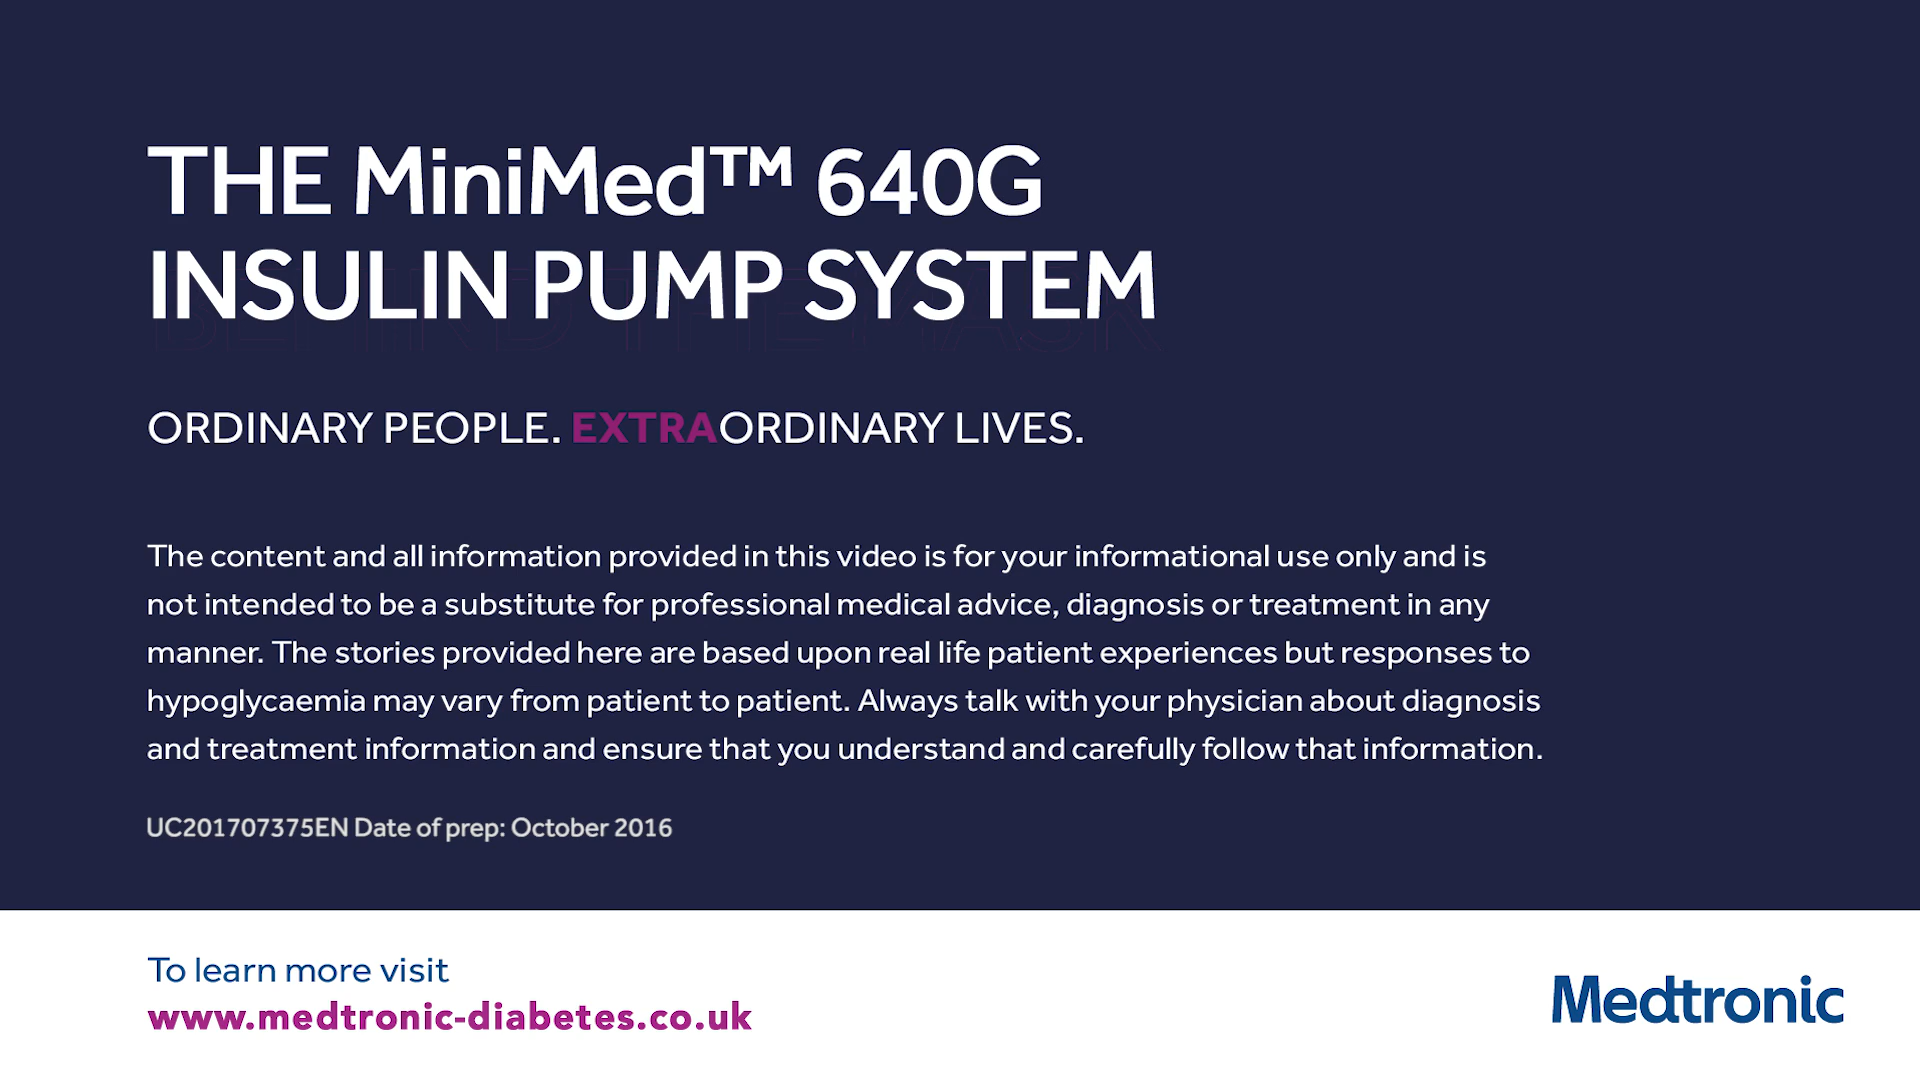 THE MiniMed™ 640G
INSULIN PUMP SYSTEM
BEHIND THE MASK
ORDINARY PEOPLE. EXTRAORDINARY LIVES.
The content and all information provided in this video is for your informational use only and is
not intended to be a substitute for professional medical advice, diagnosis or treatment in any
manner. The stories provided here are based upon real life patient experiences but responses to
hypoglycaemia may vary from patient to patient. Always talk with your physician about diagnosis
and treatment information and ensure that you understand and carefully follow that information.
UC201707375EN Date of prep: October 2016
To learn more visit
www.medtronic-diabetes.co.uk
Medtronic